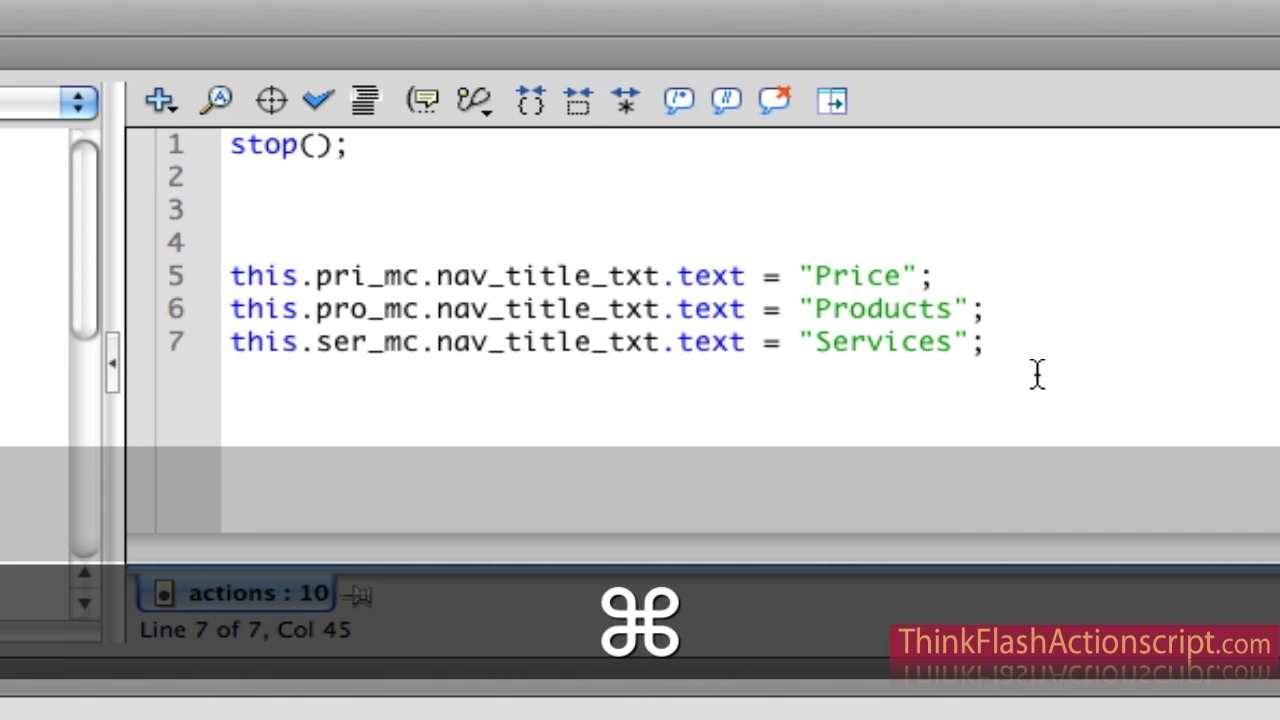 1 stop();
2
3
4
5 this.pri_mc.nav_title_txt.text = "Price";
6 this.pro_mc.nav_title_txt.text = "Products";
7 this.ser_mc.nav_title_txt.text = "Services";
actions : 10
Line 7 of 7, Col 45
⌘
ThinkFlashActionscript.com